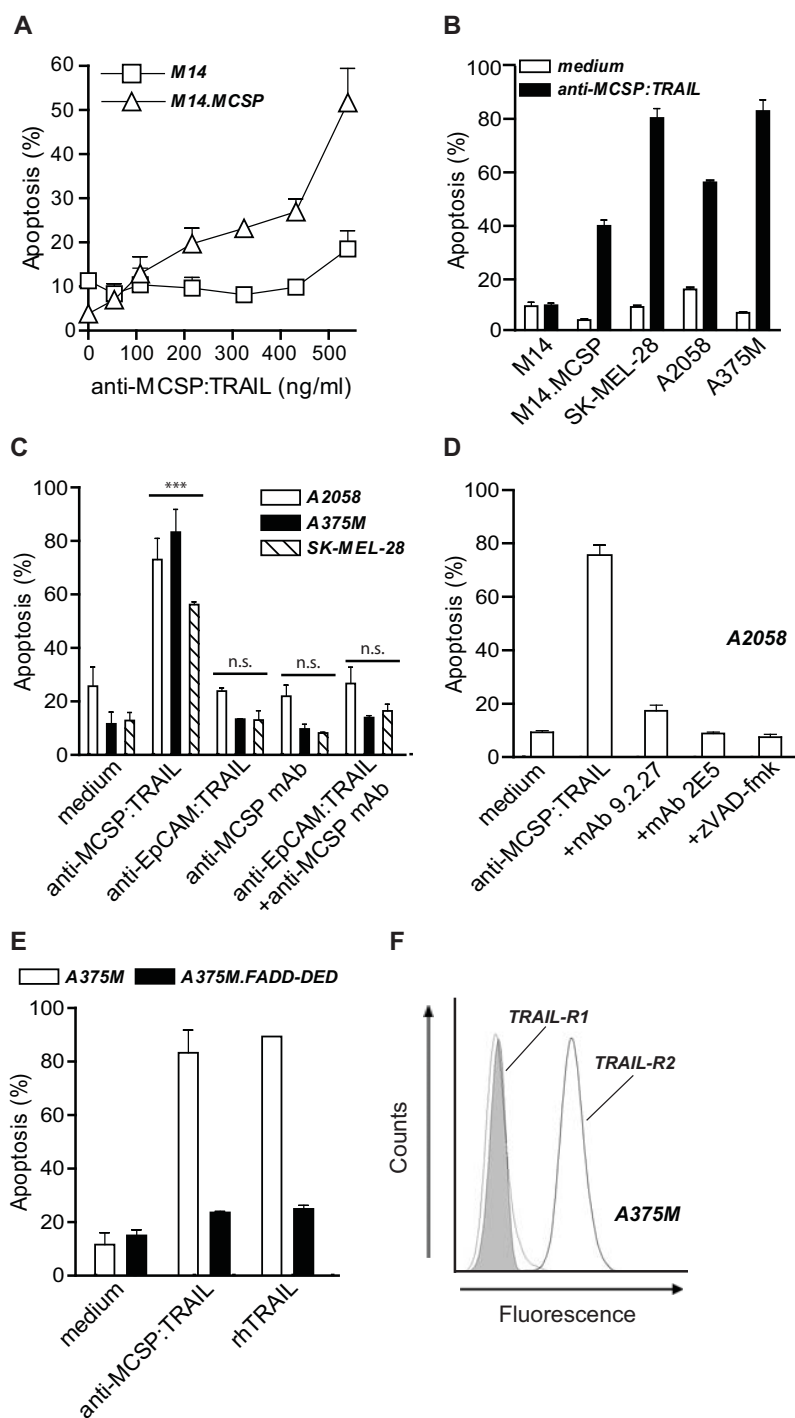 A
60
50
40
30
20
10
0
Apoptosis (%)
M14
M14.MCSP
0 100 200 300 400 500
anti-MCSP:TRAIL (ng/ml)
B
medium
anti-MCSP:TRAIL
100
80
60
40
20
0
Apoptosis (%)
M14
M14.MCSP
SK-MEL-28
A2058
A375M
C
100
80
60
40
20
0
Apoptosis (%)
***
A2058
A375M
SK-MEL-28
n.s.
n.s.
n.s.
medium
anti-MCSP:TRAIL
anti-EpCAM:TRAIL
anti-MCSP mAb
anti-EpCAM:TRAIL
+anti-MCSP mAb
D
100
80
60
40
20
0
Apoptosis (%)
A2058
medium
anti-MCSP:TRAIL
+mAb 9.2.27
+mAb 2E5
+zVAD-fmk
E
A375M
A375M.FADD-DED
100
80
60
40
20
0
Apoptosis (%)
medium
anti-MCSP:TRAIL
rhTRAIL
F
TRAIL-R1
TRAIL-R2
Counts
A375M
Fluorescence